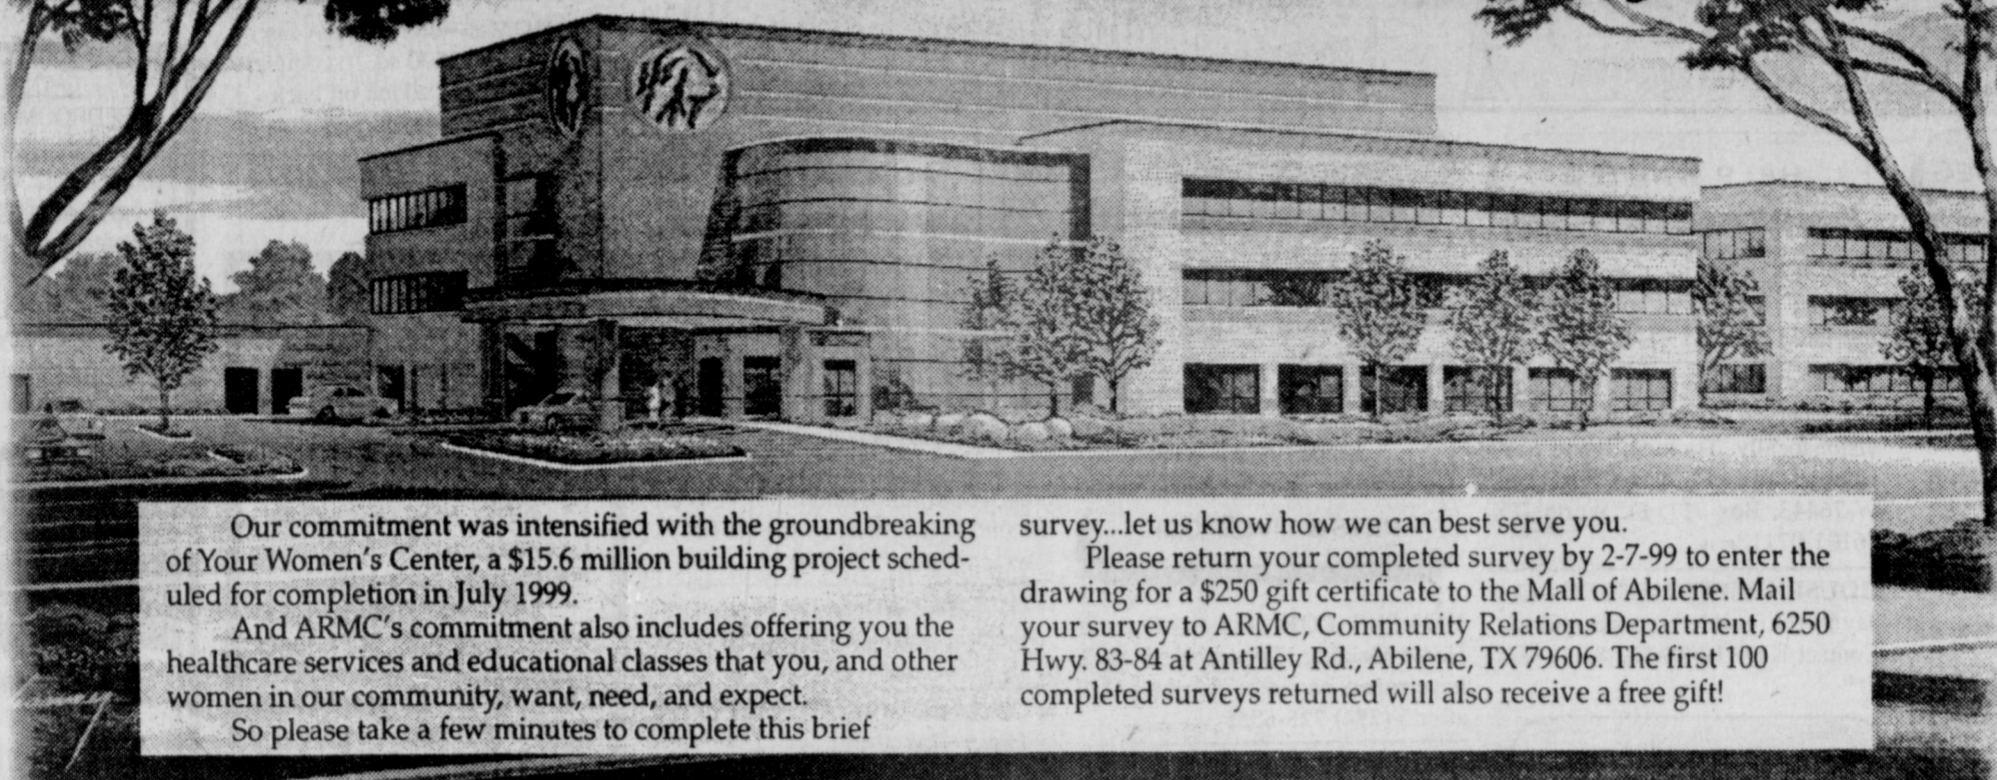 Our commitment was intensified with the groundbreaking
of Your Women's Center, a $15.6 million building project sched-
uled for completion in July 1999.
And ARMC's commitment also includes offering you the
healthcare services and educational classes that you, and other
women in our community, want, need, and expect.
So please take a few minutes to complete this brief
survey...let us know how we can best serve you.
Please return your completed survey by 2-7-99 to enter the
drawing for a $250 gift certificate to the Mall of Abilene. Mail
your survey to ARMC, Community Relations Department, 6250
Hwy. 83-84 at Antilley Rd., Abilene, TX 79606. The first 100
completed surveys returned will also receive a free gift!